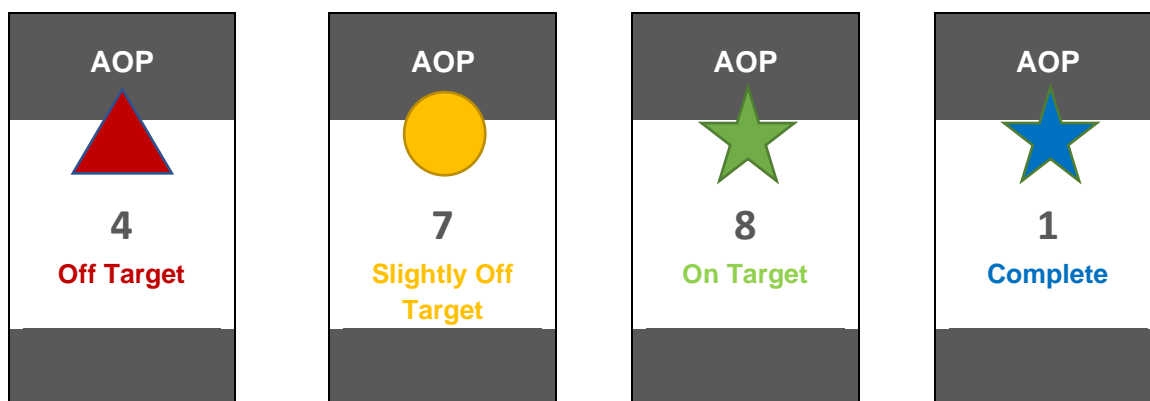 AOP
4
Off Target
AOP
7
Slightly Off
Target
AOP
8
On Target
AOP
1
Complete